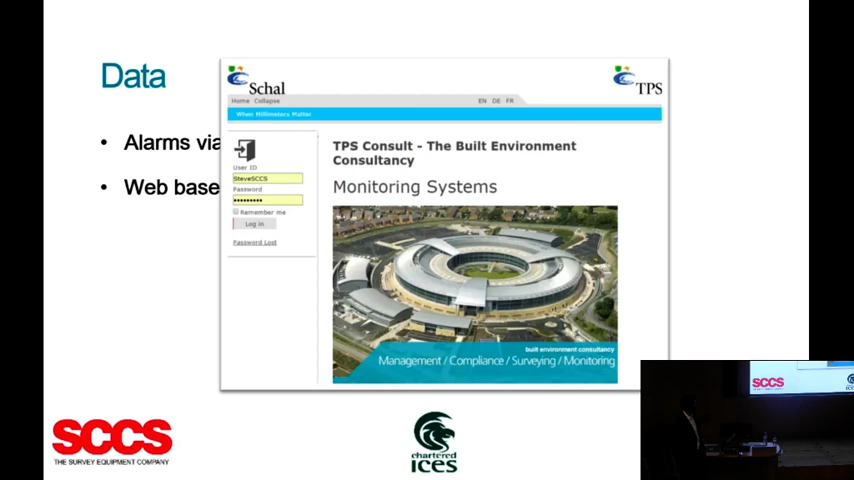 Data
• Alarms via
• Web base
Schal
TPS
Home Collapse
EN DE FR
When Millimeters Matter
User ID
SteveSCCS
Password
•••••••••
Remember me
Log in
Password Lost
TPS Consult - The Built Environment
Consultancy
Monitoring Systems
built environment consultancy
Management / Compliance / Surveying / Monitoring
SCCS
THE SURVEY EQUIPMENT COMPANY
chartered
ices
SCCS